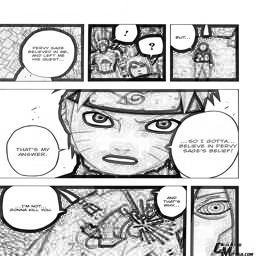 PERVY SAGE
BELIEVED IN ME,
AND LEFT ME
HIS QUEST...
!
?
BUT...
THAT'S MY
ANSWER.
...SO I GOTTA...
BELIEVE IN PERVY
SAGE'S BELIEF!
I'M NOT...
GONNA KILL YOU.
AND
THAT'S
WHY...